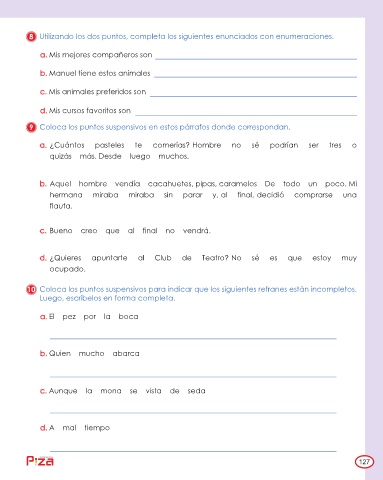 8 Utilizando los dos puntos, completa los siguientes enunciados con enumeraciones.
a. Mis mejores compañeros son
b. Manuel tiene estos animales
c. Mis animales preferidos son
d. Mis cursos favoritos son
9 Coloca los puntos suspensivos en estos párrafos donde correspondan.
a. ¿Cuántos pasteles te comerías? Hombre no sé podrían ser tres o
quizás más. Desde luego muchos.
b. Aquel hombre vendía cacahuetes, pipas, caramelos De todo un poco. Mi
hermana miraba miraba sin parar y, al final, decidió comprarse una
flauta.
c. Bueno creo que al final no vendrá.
d. ¿Quieres apuntarte al Club de Teatro? No sé es que estoy muy
ocupado.
10 Coloca los puntos suspensivos para indicar que los siguientes refranes están incompletos.
Luego, escríbelos en forma completa.
a. El pez por la boca
b. Quien mucho abarca
c. Aunque la mona se vista de seda
d. A mal tiempo
P:zA
127